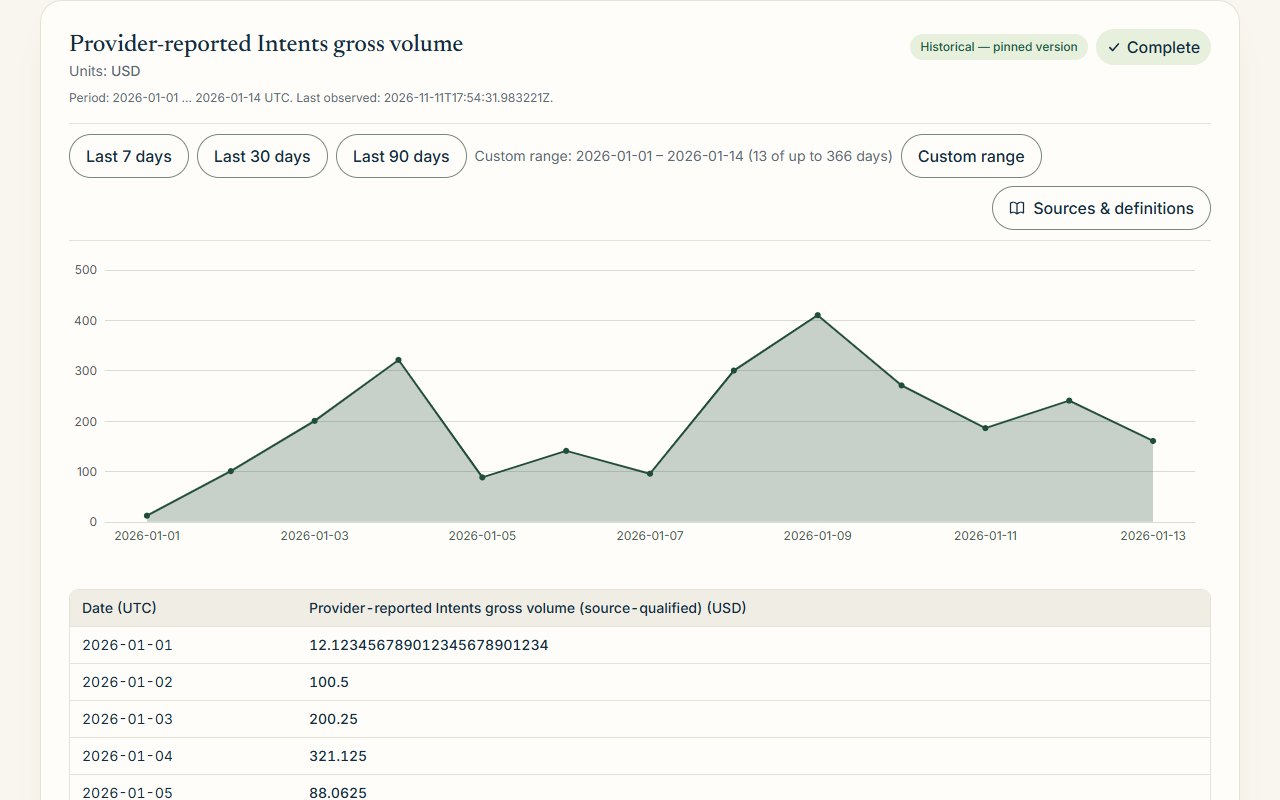 Provider-reported Intents gross volume
Historical — pinned version
Complete
Units: USD
Period: 2026-01-01 ... 2026-01-14 UTC. Last observed: 2026-11-11T17:54:31.983221Z.
Last 7 days
Last 30 days
Last 90 days
Custom range: 2026-01-01 – 2026-01-14 (13 of up to 366 days)
Custom range
Sources & definitions
500
400
300
200
100
0
2026-01-01
2026-01-03
2026-01-05
2026-01-07
2026-01-09
2026-01-11
2026-01-13
Date (UTC)
Provider-reported Intents gross volume (source-qualified) (USD)
2026-01-01
12.123456789012345678901234
2026-01-02
100.5
2026-01-03
200.25
2026-01-04
321.125
2026-01-05
88.0625